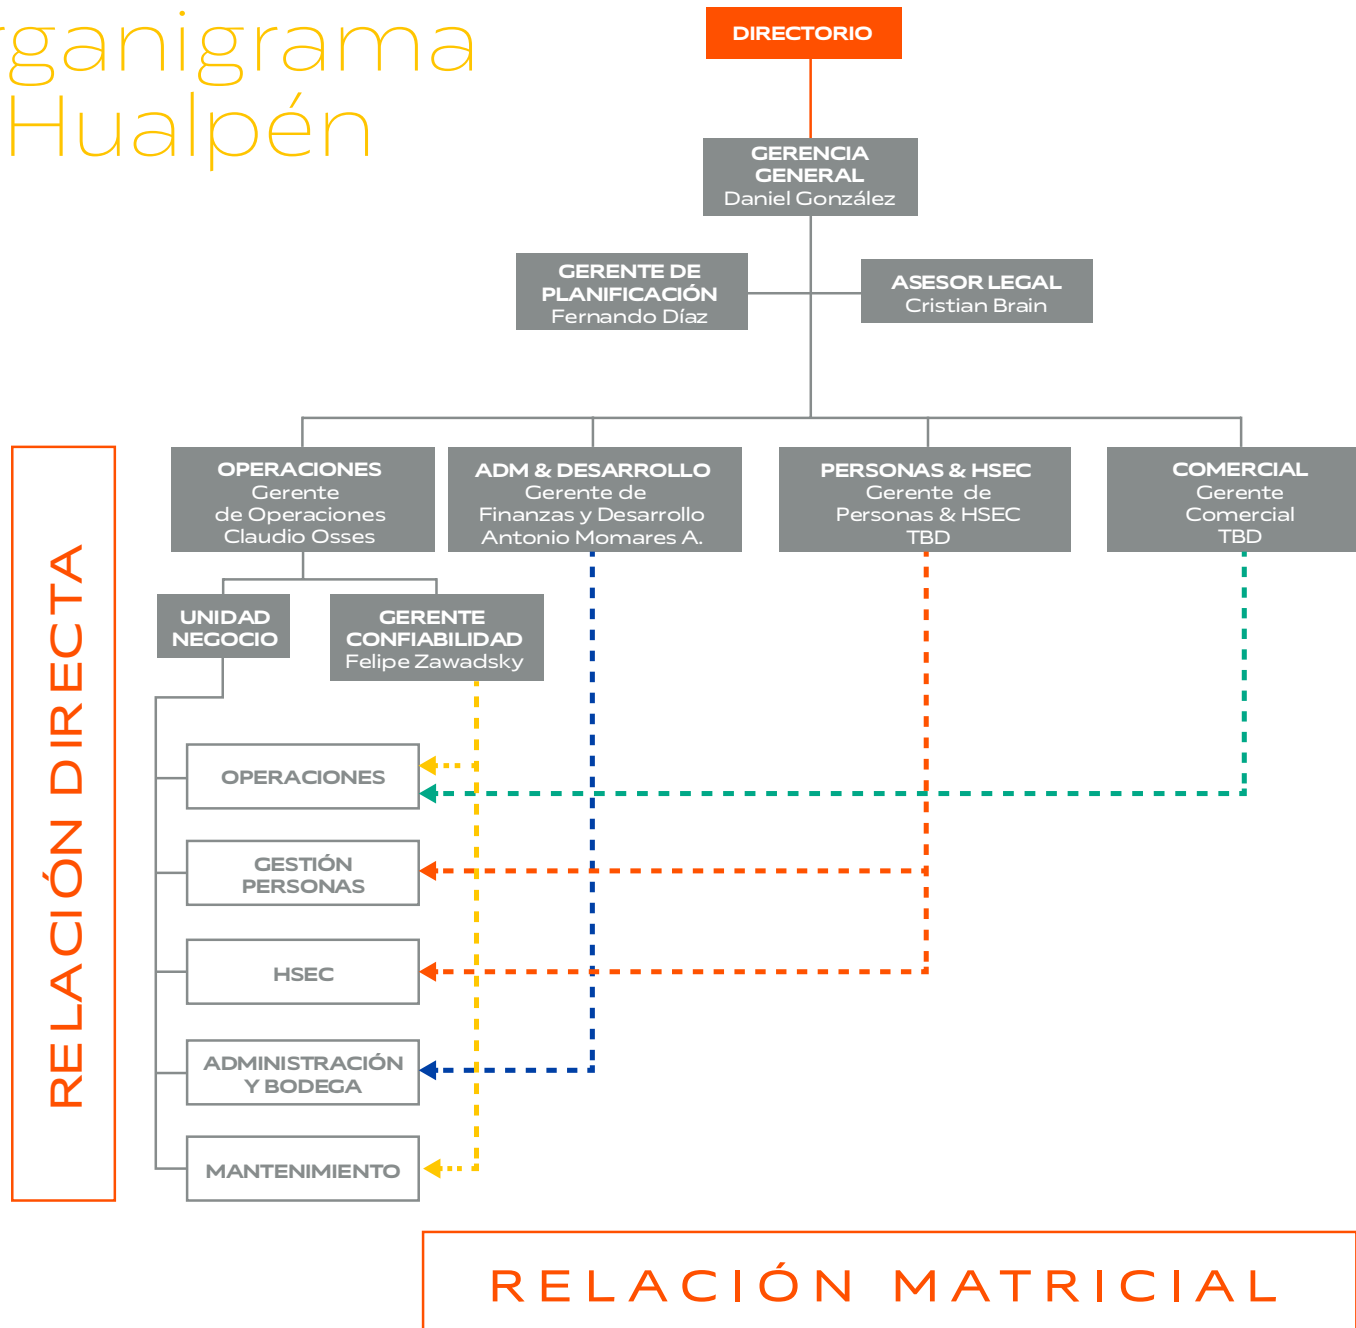 rganigrama
Hualpén
DIRECTORIO
GERENCIA
GENERAL
Daniel González
GERENTE DE
PLANIFICACIÓN
Fernando Díaz
ASESOR LEGAL
Cristian Brain
OPERACIONES
Gerente
de Operaciones
Claudio Osses
ADM & DESARROLLO
Gerente de
Finanzas y Desarrollo
Antonio Momares A.
PERSONAS & HSEC
Gerente de
Personas & HSEC
TBD
COMERCIAL
Gerente
Comercial
TBD
UNIDAD
NEGOCIO
GERENTE
CONFIABILIDAD
Felipe Zawadsky
RELACIÓN DIRECTA
OPERACIONES
GESTIÓN
PERSONAS
HSEC
ADMINISTRACIÓN
Y BODEGA
MANTENIMIENTO
RELACIÓN MATRICIAL